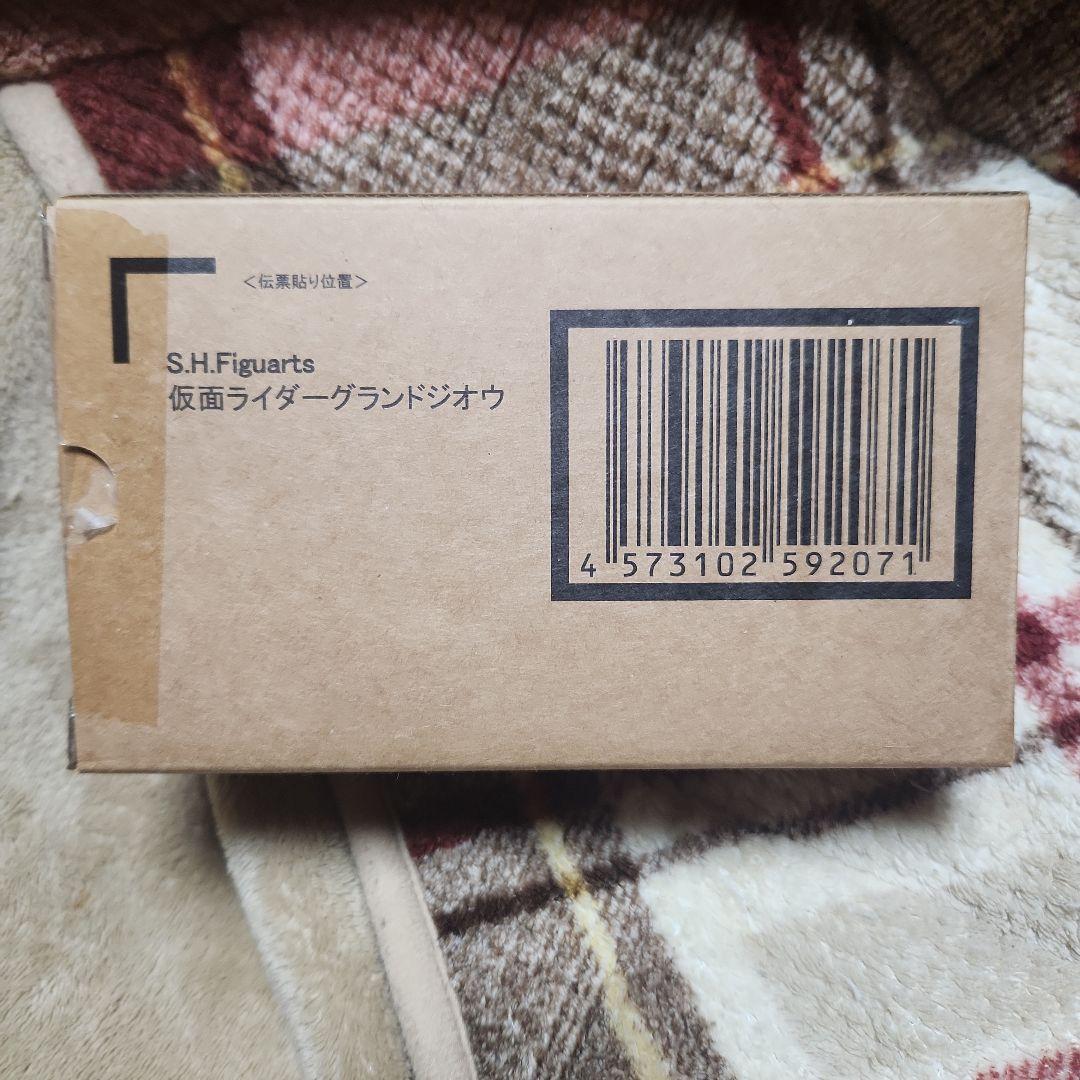 ＜伝票貼り位置＞
S.H.Figuarts
仮面ライダーグランドジオウ
4 573102 592071